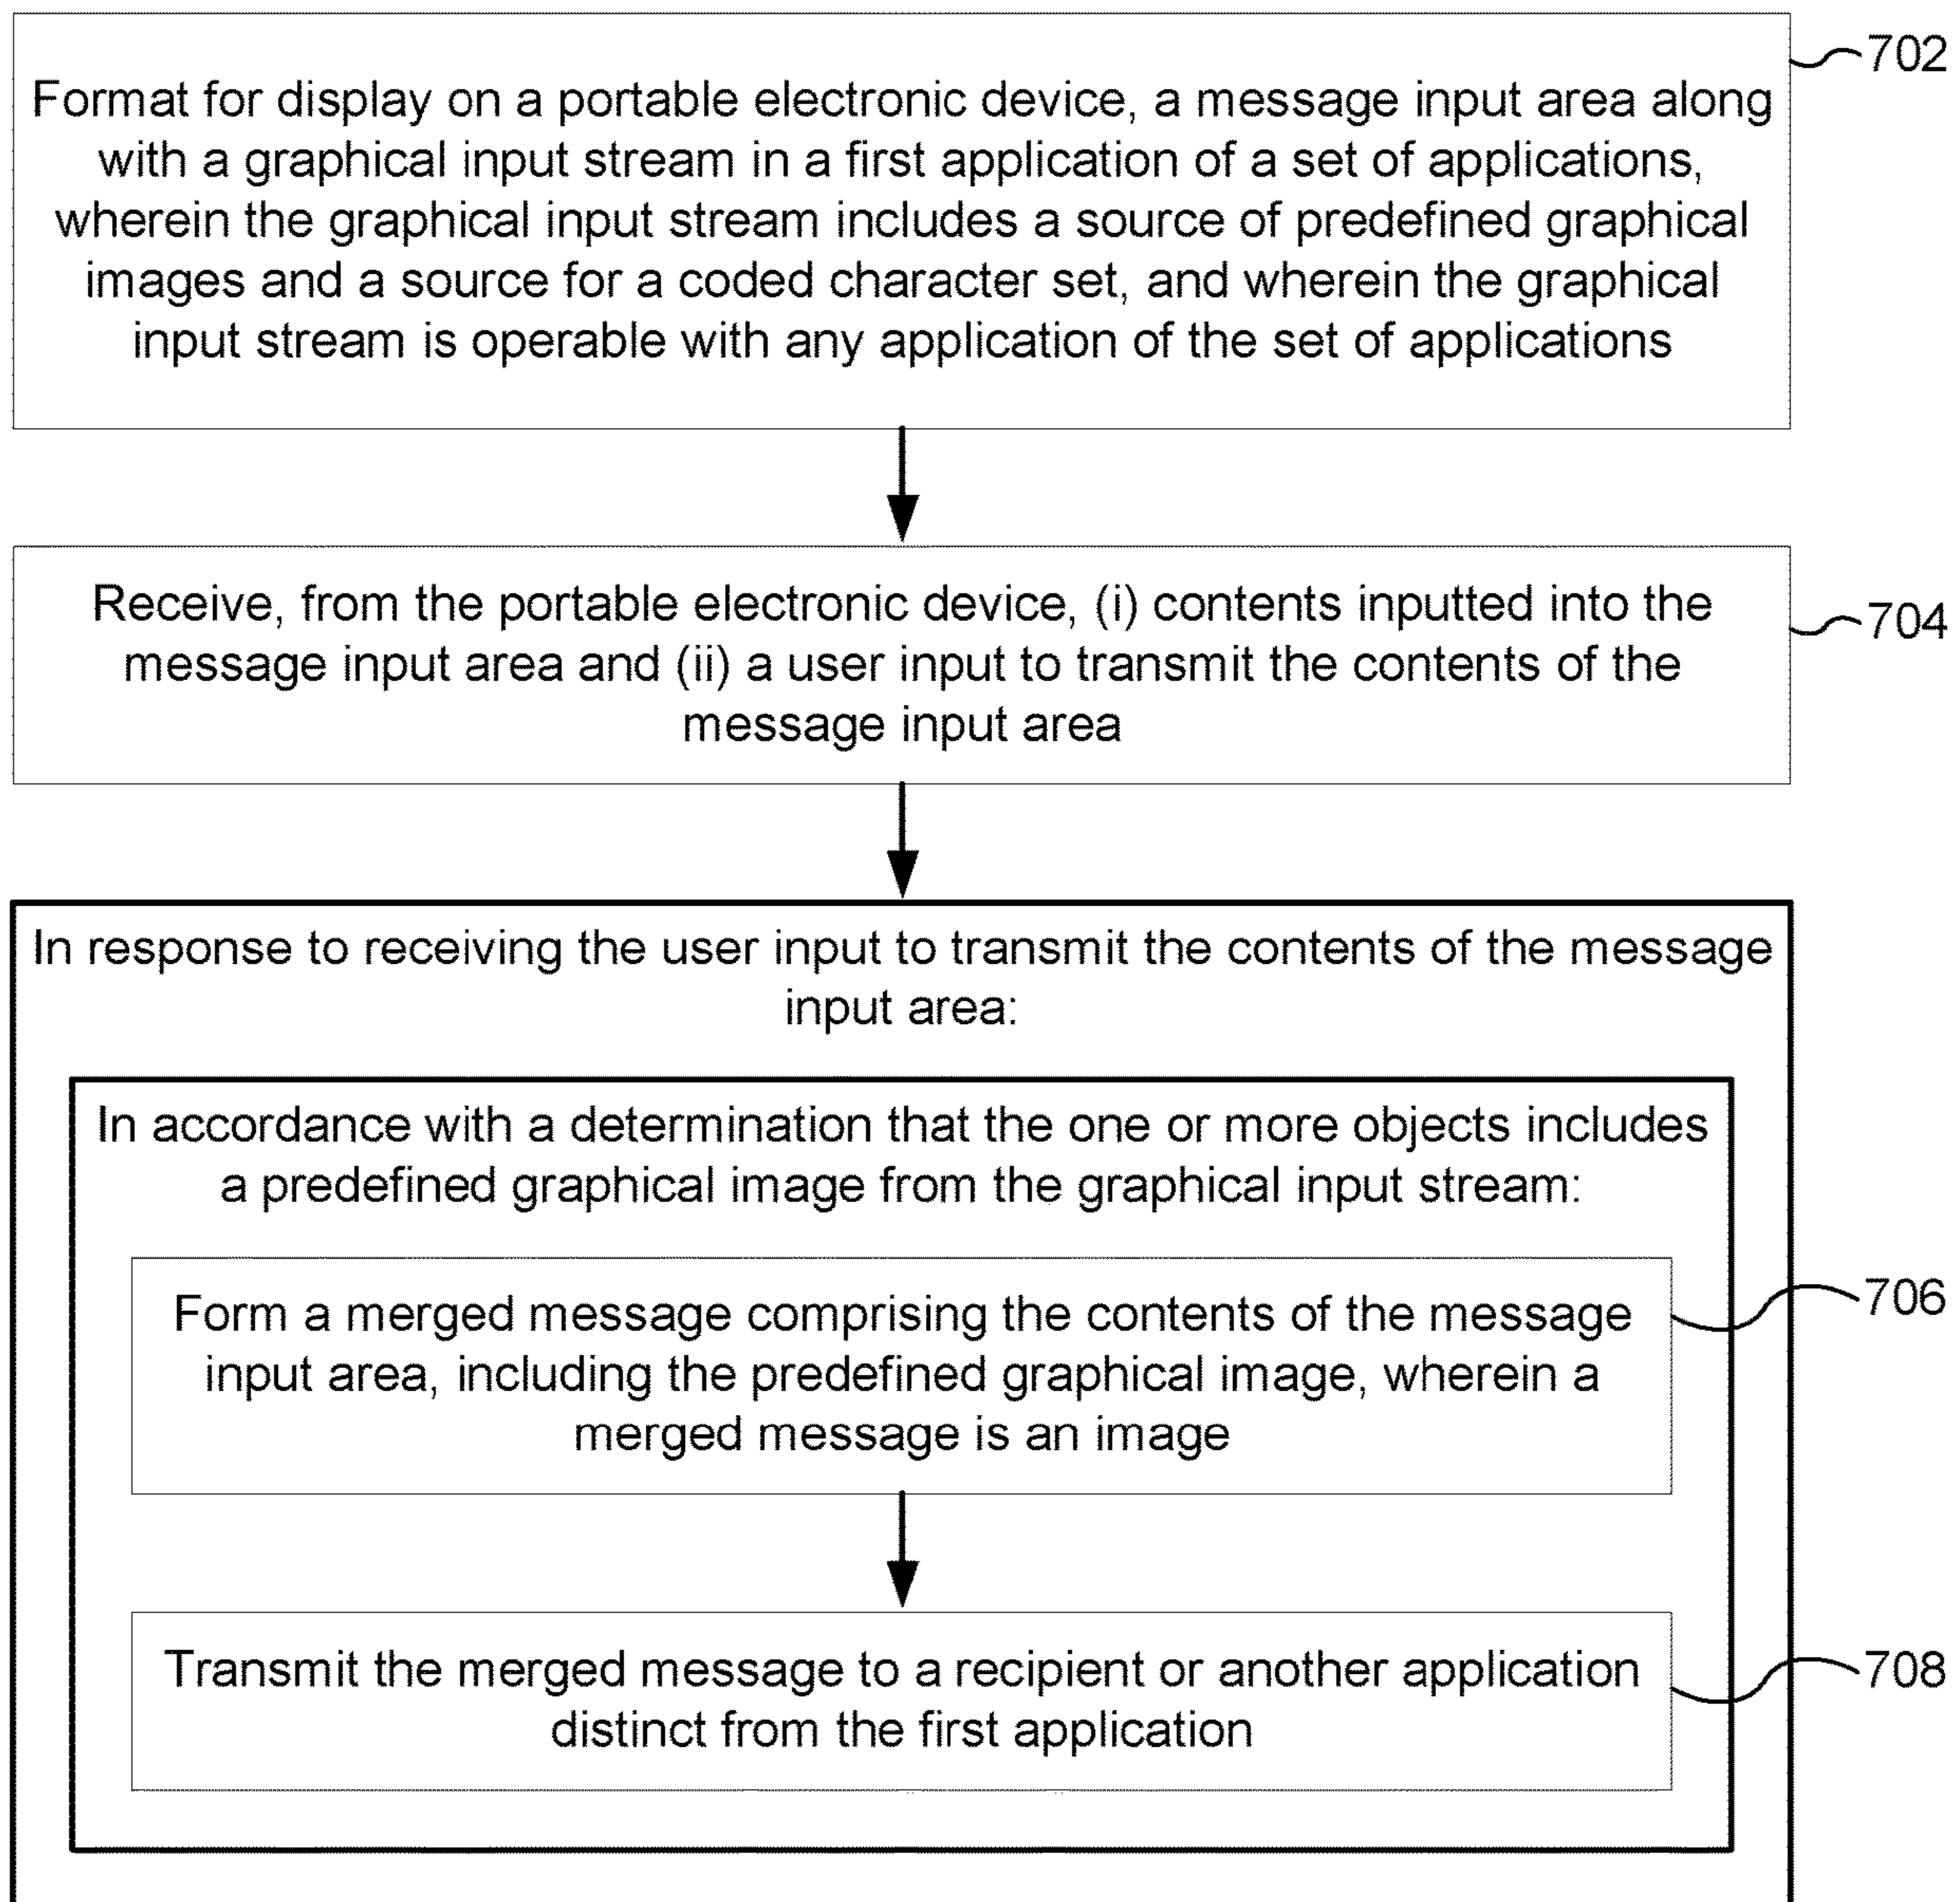 702
Format for display on a portable electronic device, a message input area along
with a graphical input stream in a first application of a set of applications,
wherein the graphical input stream includes a source of predefined graphical
images and a source for a coded character set, and wherein the graphical
input stream is operable with any application of the set of applications
704
Receive, from the portable electronic device, (i) contents inputted into the
message input area and (ii) a user input to transmit the contents of the
message input area
In response to receiving the user input to transmit the contents of the message
input area:
In accordance with a determination that the one or more objects includes
a predefined graphical image from the graphical input stream:
706
Form a merged message comprising the contents of the message
input area, including the predefined graphical image, wherein a
merged message is an image
708
Transmit the merged message to a recipient or another application
distinct from the first application